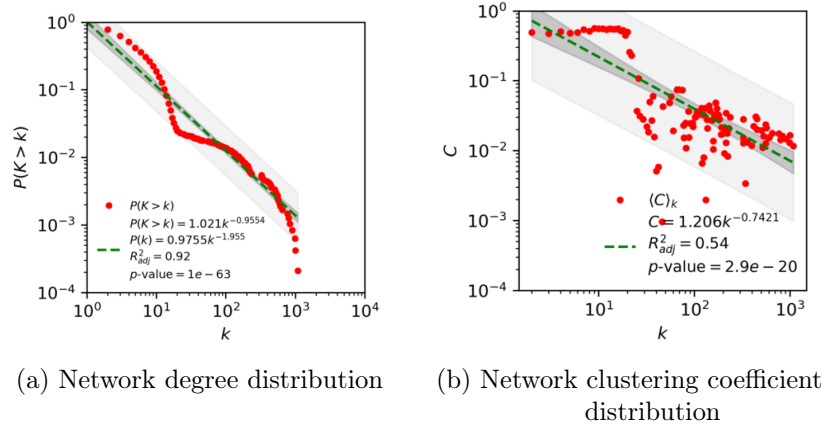 10^0
10^-1
10^-2
10^-3
10^-4
P(K > k)
P(K > k)
P(K > k) = 1.021k^-0.9554
P(k) = 0.9755k^-1.955
R²adj = 0.92
p-value = 1e − 63
10^0 10^1 10^2 10^3 10^4
k
(a) Network degree distribution
10^0
10^-1
10^-2
10^-3
10^-4
C
⟨C⟩k
C = 1.206k^-0.7421
R²adj = 0.54
p-value = 2.9e − 20
10^1 10^2 10^3
k
(b) Network clustering coefficient
distribution